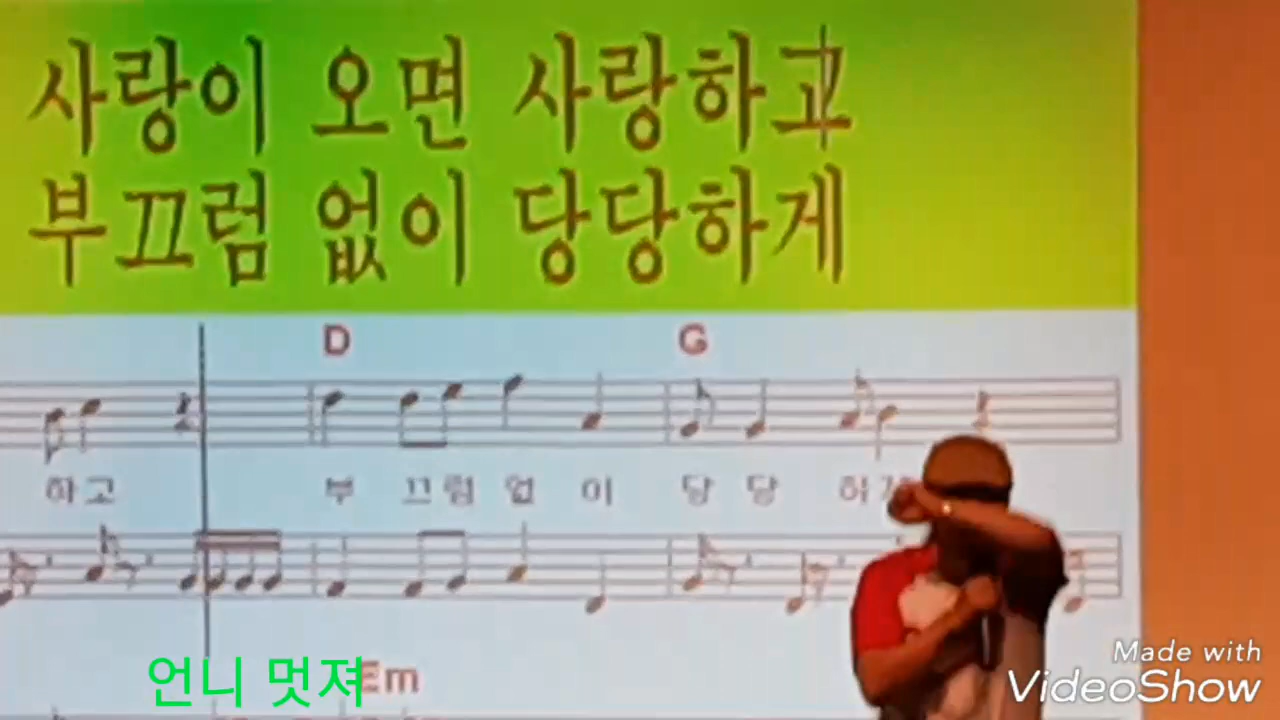 사랑이 오면 사랑하고
부끄럼 없이 당당하게
D G
하고 부 끄 럼 없 이 당 당 하 게
언니 멋져 Em
Made with
VideoShow